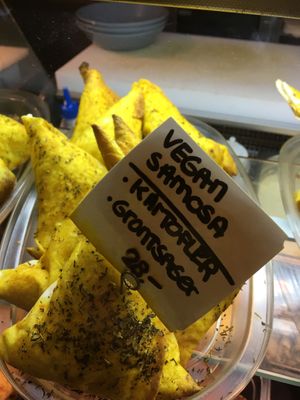 VEGAN
SAMOSA
• KARTOFLER
• GRØNTSAGER
28.-